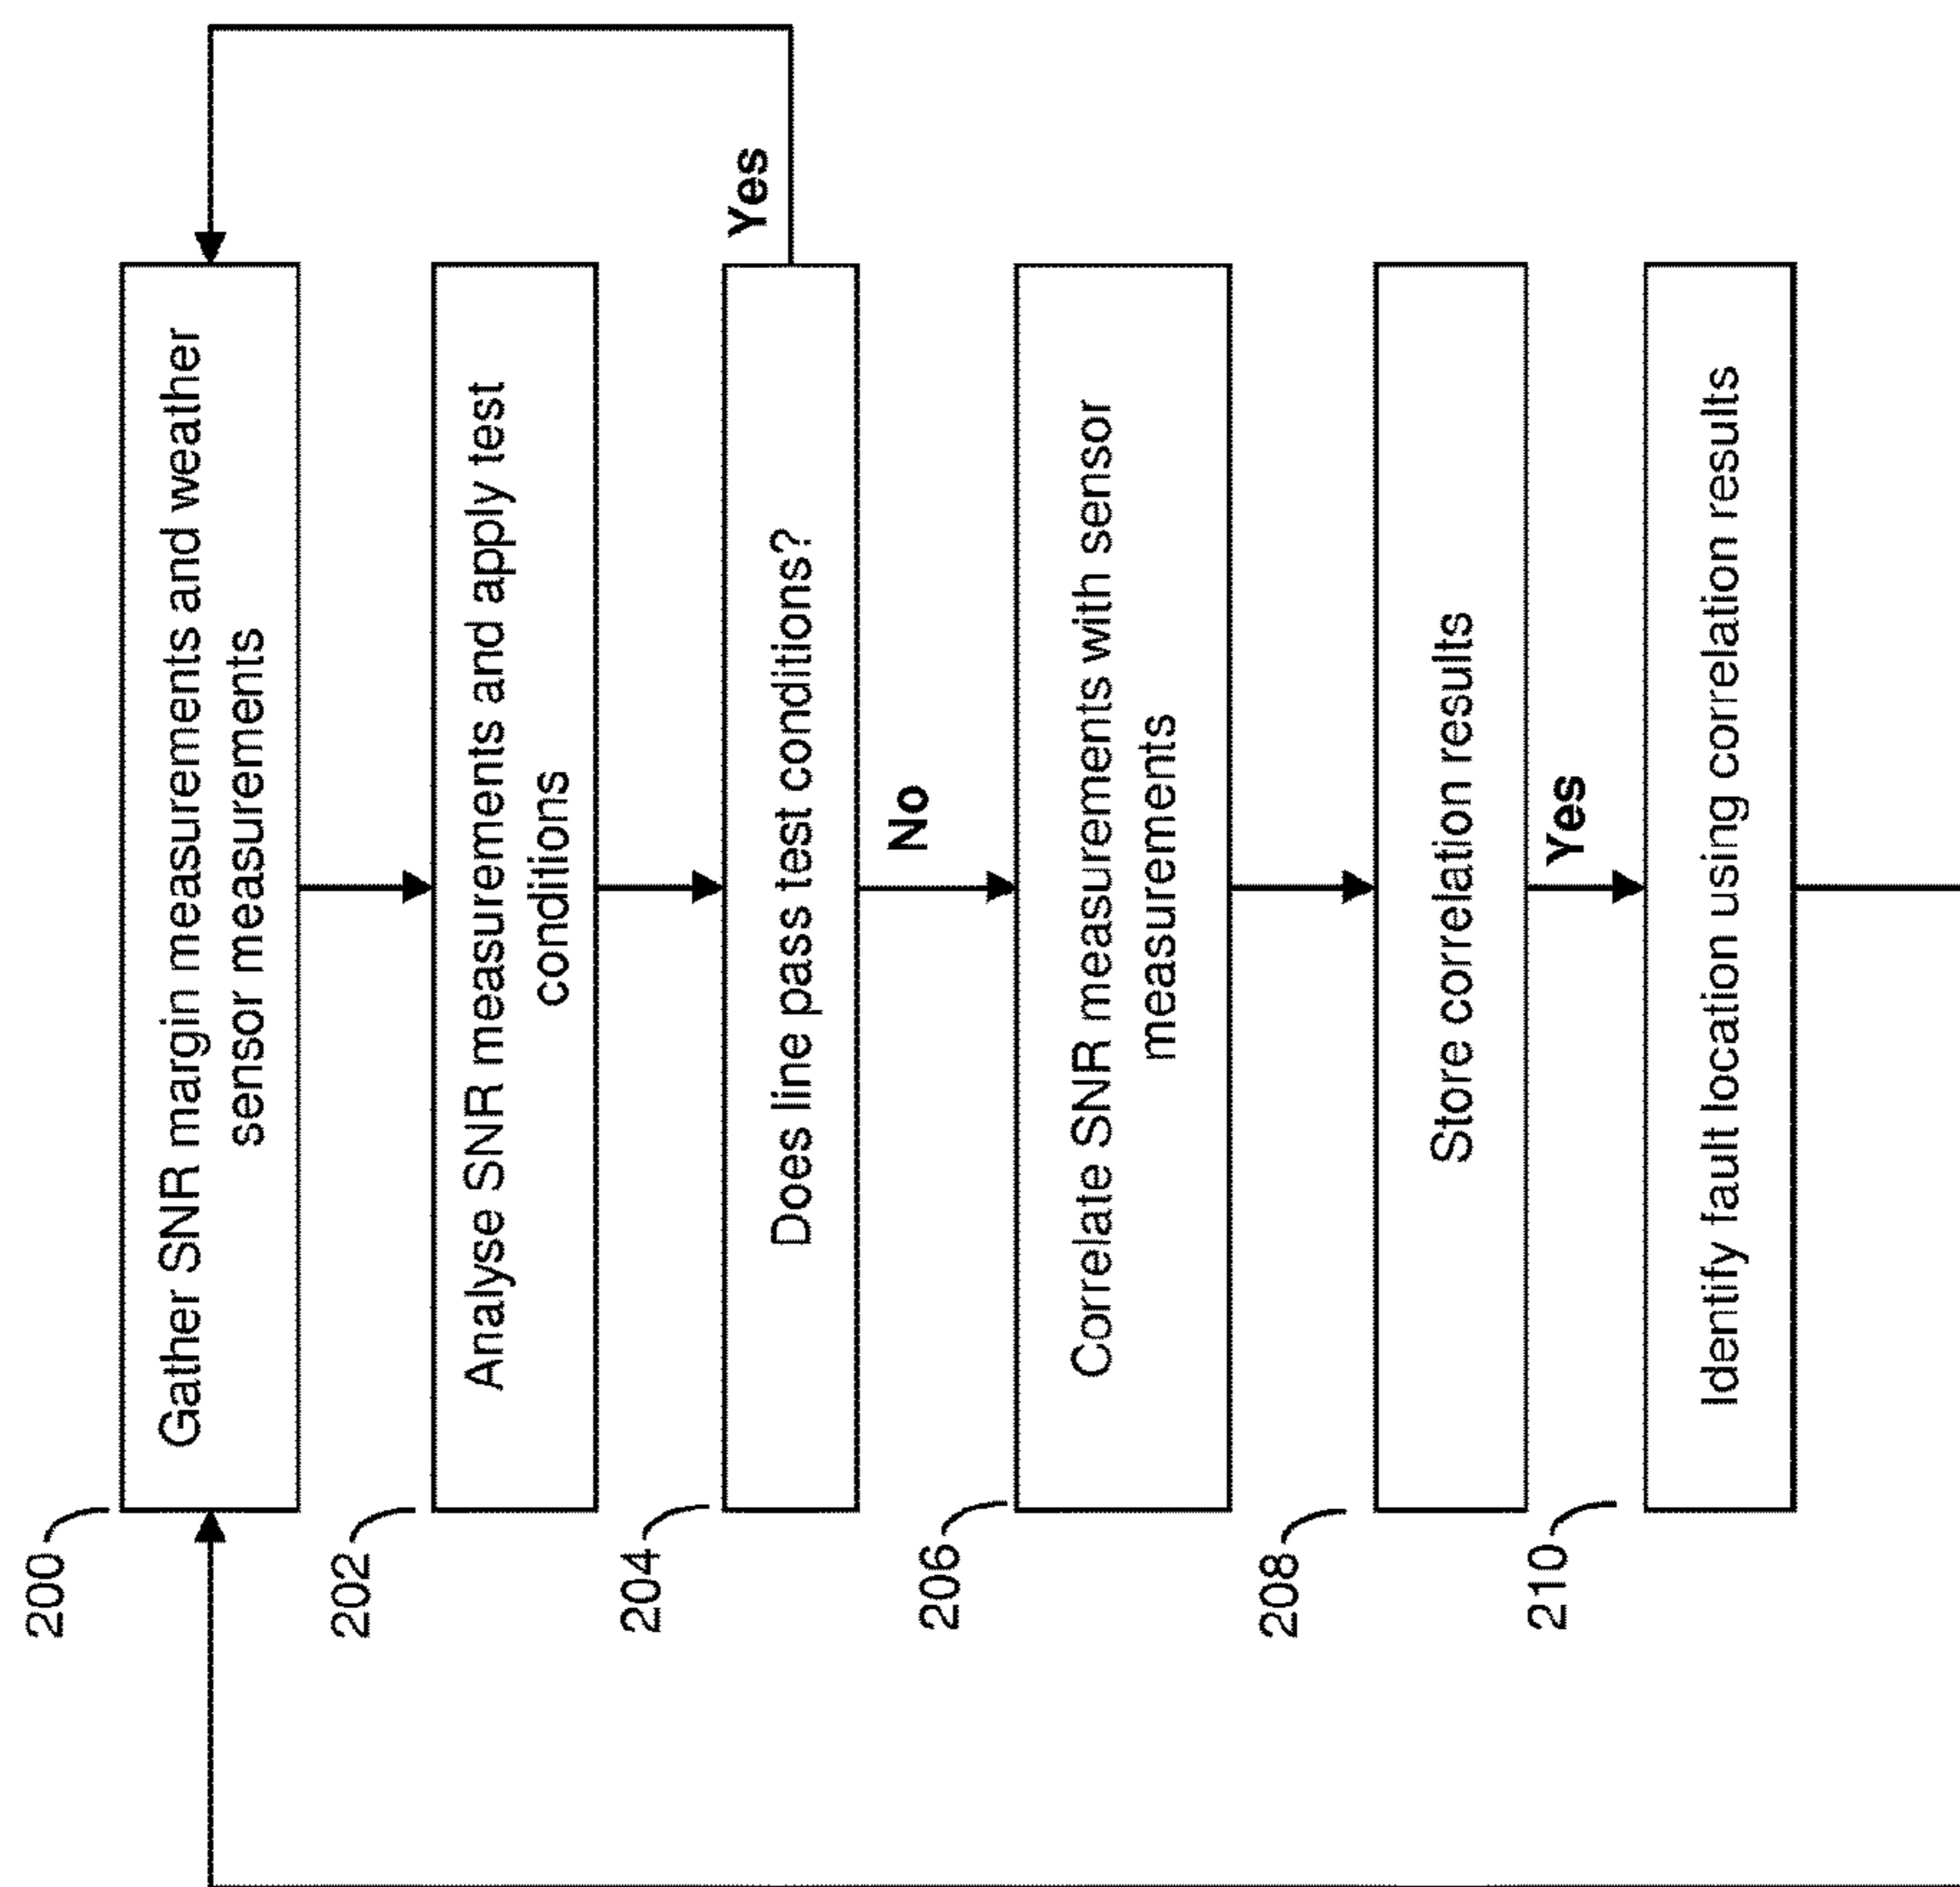 200
Gather SNR margin measurements and weather
sensor measurements
202
Analyse SNR measurements and apply test
conditions
204
Does line pass test conditions?
Yes
No
206
Correlate SNR measurements with sensor
measurements
208
Store correlation results
Yes
210
Identify fault location using correlation results